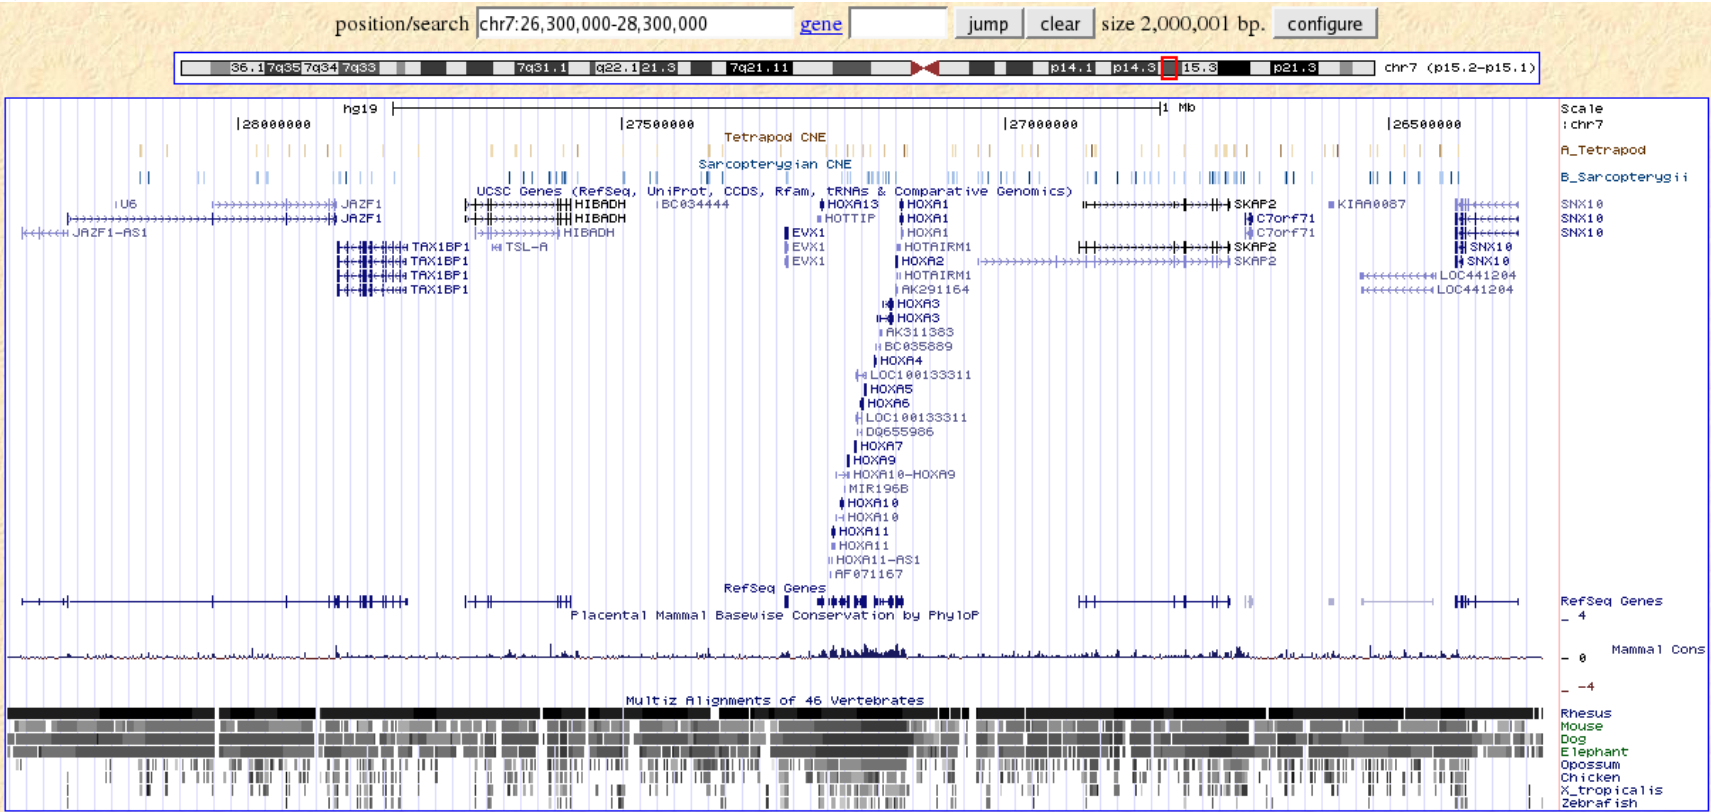 position/search chr7:26,300,000-28,300,000 gene jump clear size 2,000,001 bp. configure
36.1 7q35 7q34 7q33 7q31.1 q22.1 21.3 7q21.11 p14.1 p14.3 15.3 p21.3 chr7 (p15.2-p15.1)
hg19 1 Mb Scale
28000000 27500000 27000000 26500000 :chr7
Tetrapod CNE
A_Tetrapod
Sarcopterygian CNE
B_Sarcopterygii
UCSC Genes (RefSeq, UniProt, CCDS, Rfam, tRNAs & Comparative Genomics)
U6 JAZF1 HIBADH BC034444 HOXA13 HOXA1 SKAP2 KIAA0087 SNX10
JAZF1 HIBADH HOTTIP HOXA1 C7orf71 SNX10
JAZF1-AS1 HIBADH EVX1 HOXA1 C7orf71 SNX10
TAX1BP1 TSL-A EVX1 HOTAIRM1 SKAP2 SNX10
TAX1BP1 EVX1 HOXA2 SKAP2 SNX10
TAX1BP1 HOTAIRM1 LOC441204
TAX1BP1 AK291164 LOC441204
HOXA3
HOXA3
AK311383
BC035889
HOXA4
LOC100133311
HOXA5
HOXA6
LOC100133311
DQ655986
HOXA7
HOXA9
HOXA10-HOXA9
MIR196B
HOXA10
HOXA10
HOXA11
HOXA11
HOXA11-AS1
AF071167
RefSeq Genes
RefSeq Genes
Placental Mammal Basewise Conservation by PhyloP
4
Mammal Cons
0
-4
Multiz Alignments of 46 Vertebrates
Rhesus
Mouse
Dog
Elephant
Opossum
Chicken
X_tropicalis
Zebrafish